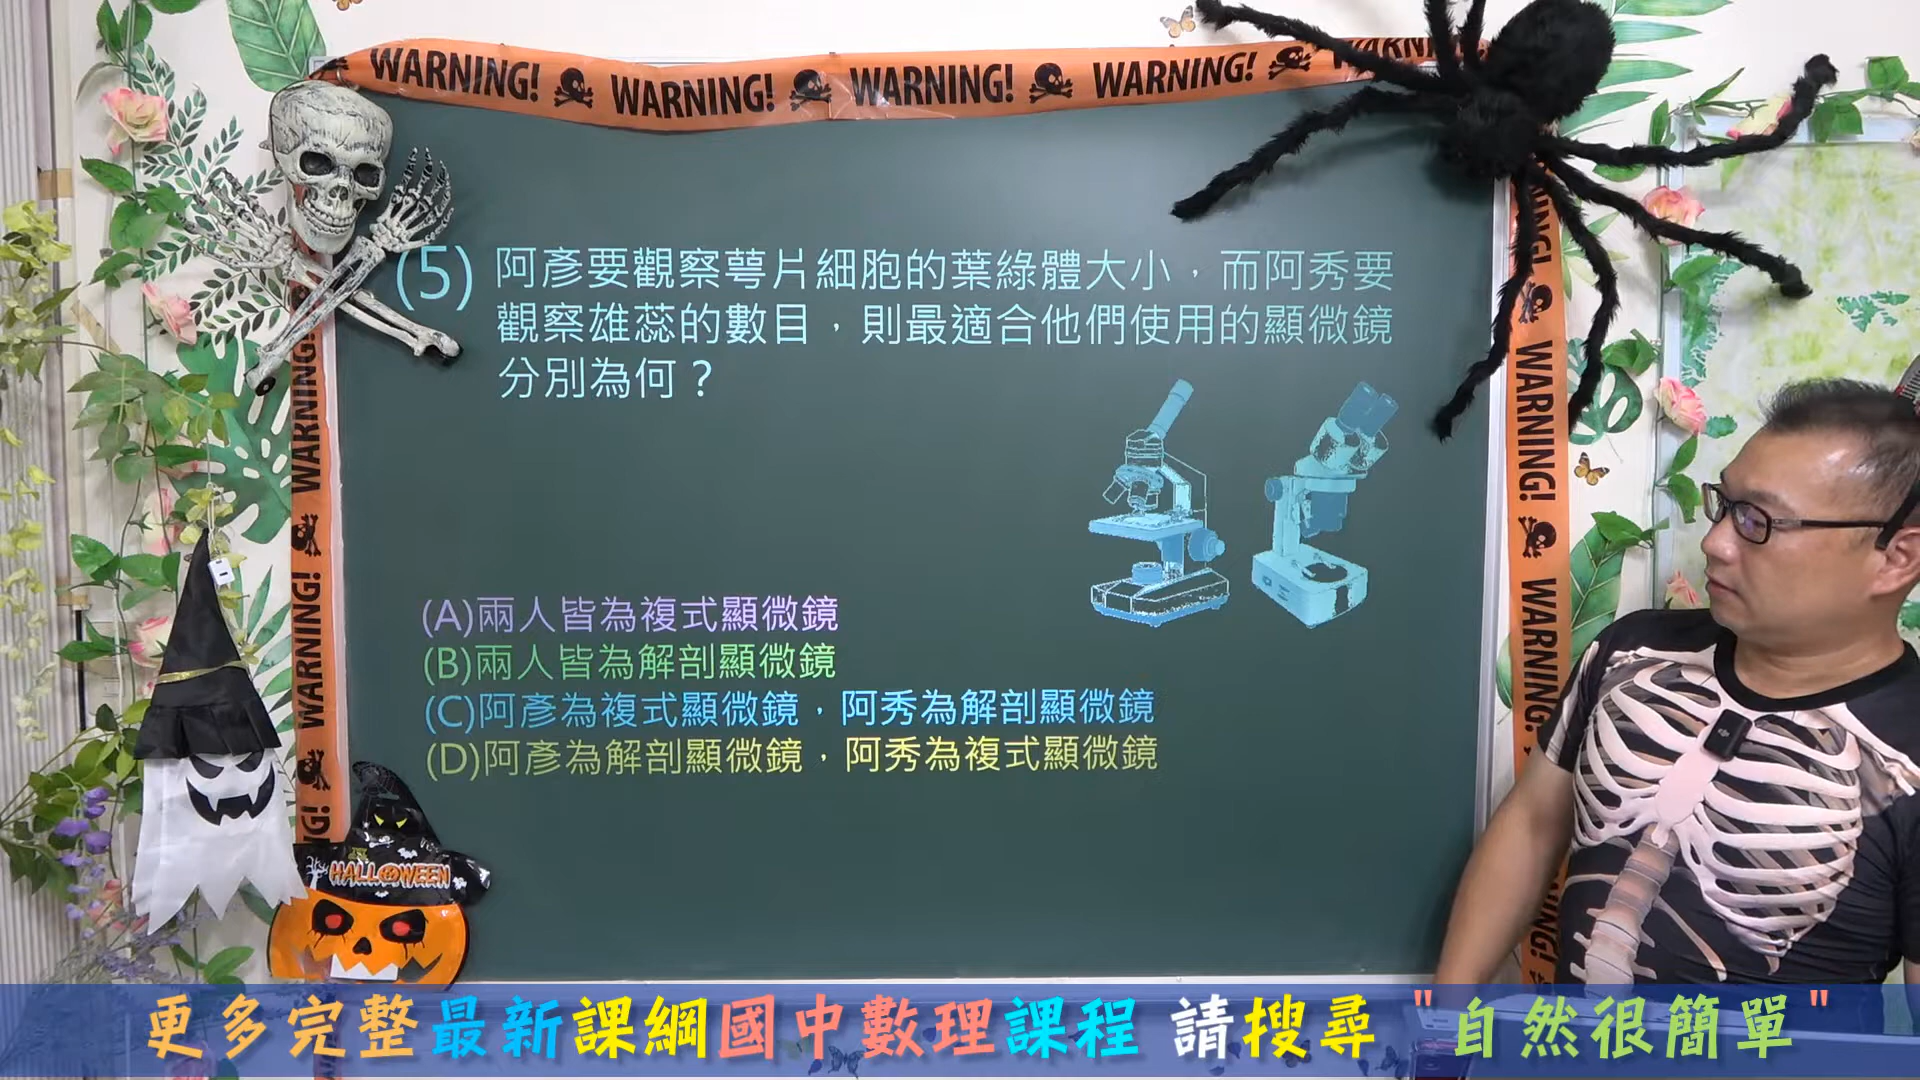 WARNING! WARNING! WARNING! WARNING! WARNING!
(5) 阿彥要觀察萼片細胞的葉綠體大小，而阿秀要
觀察雄蕊的數目，則最適合他們使用的顯微鏡
分別為何？
(A)兩人皆為複式顯微鏡
(B)兩人皆為解剖顯微鏡
(C)阿彥為複式顯微鏡，阿秀為解剖顯微鏡
(D)阿彥為解剖顯微鏡，阿秀為複式顯微鏡
WARNING!
WARNING!
WARNING!
WARNING!
WARNING!
HALLOWEEN
更多完整最新課綱國中數理課程 請搜尋 "自然很簡單"